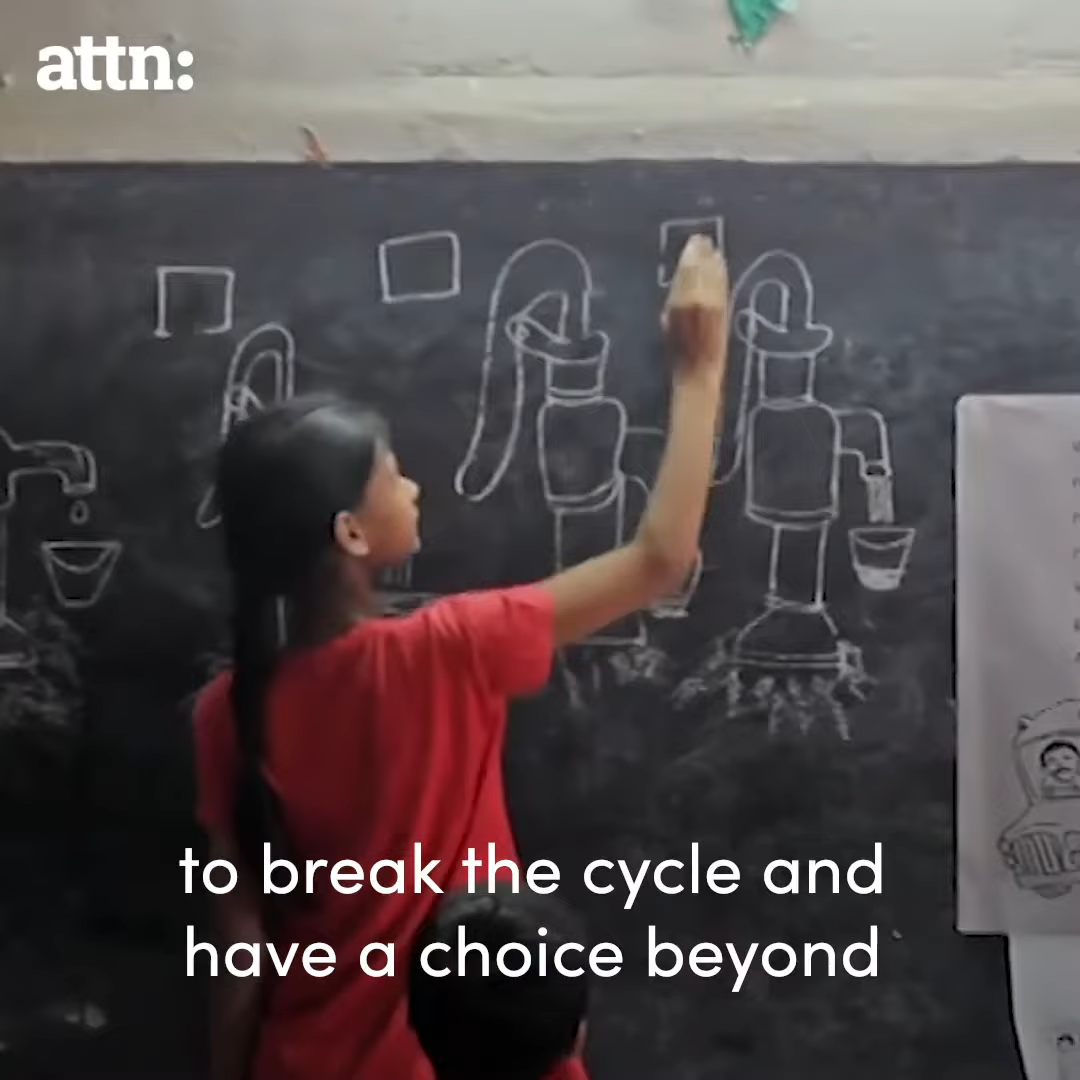 attn:
to break the cycle and
have a choice beyond